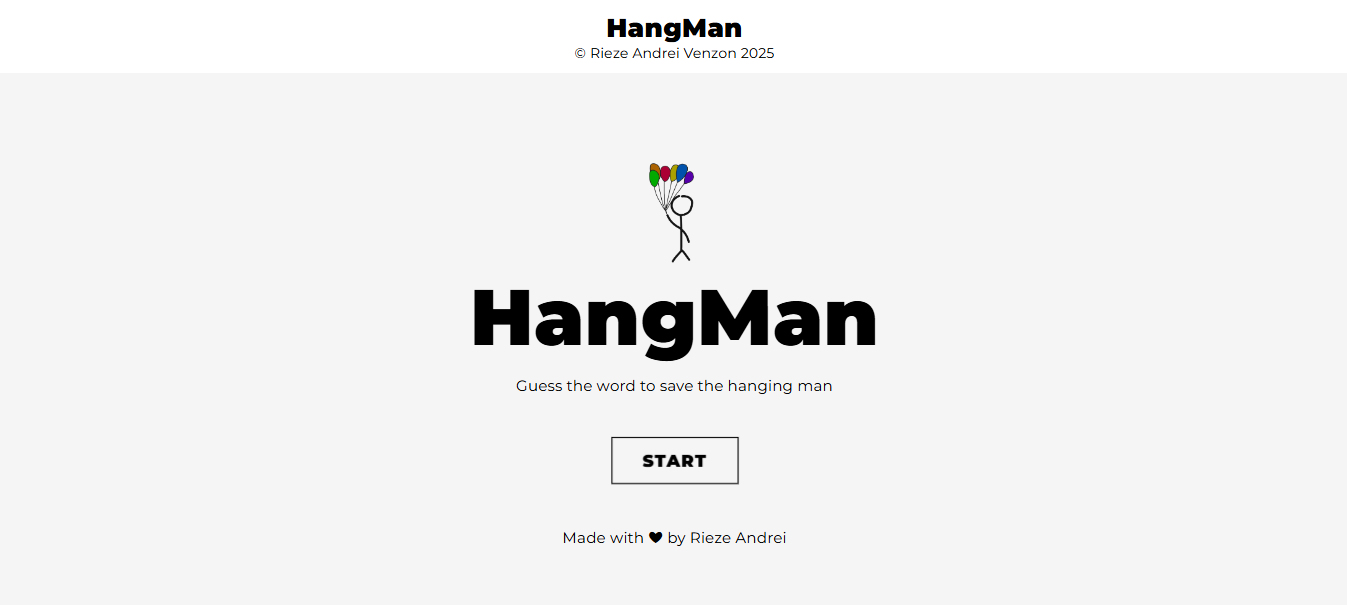 HangMan
© Rieze Andrei Venzon 2025
HangMan
Guess the word to save the hanging man
START
Made with ♥ by Rieze Andrei